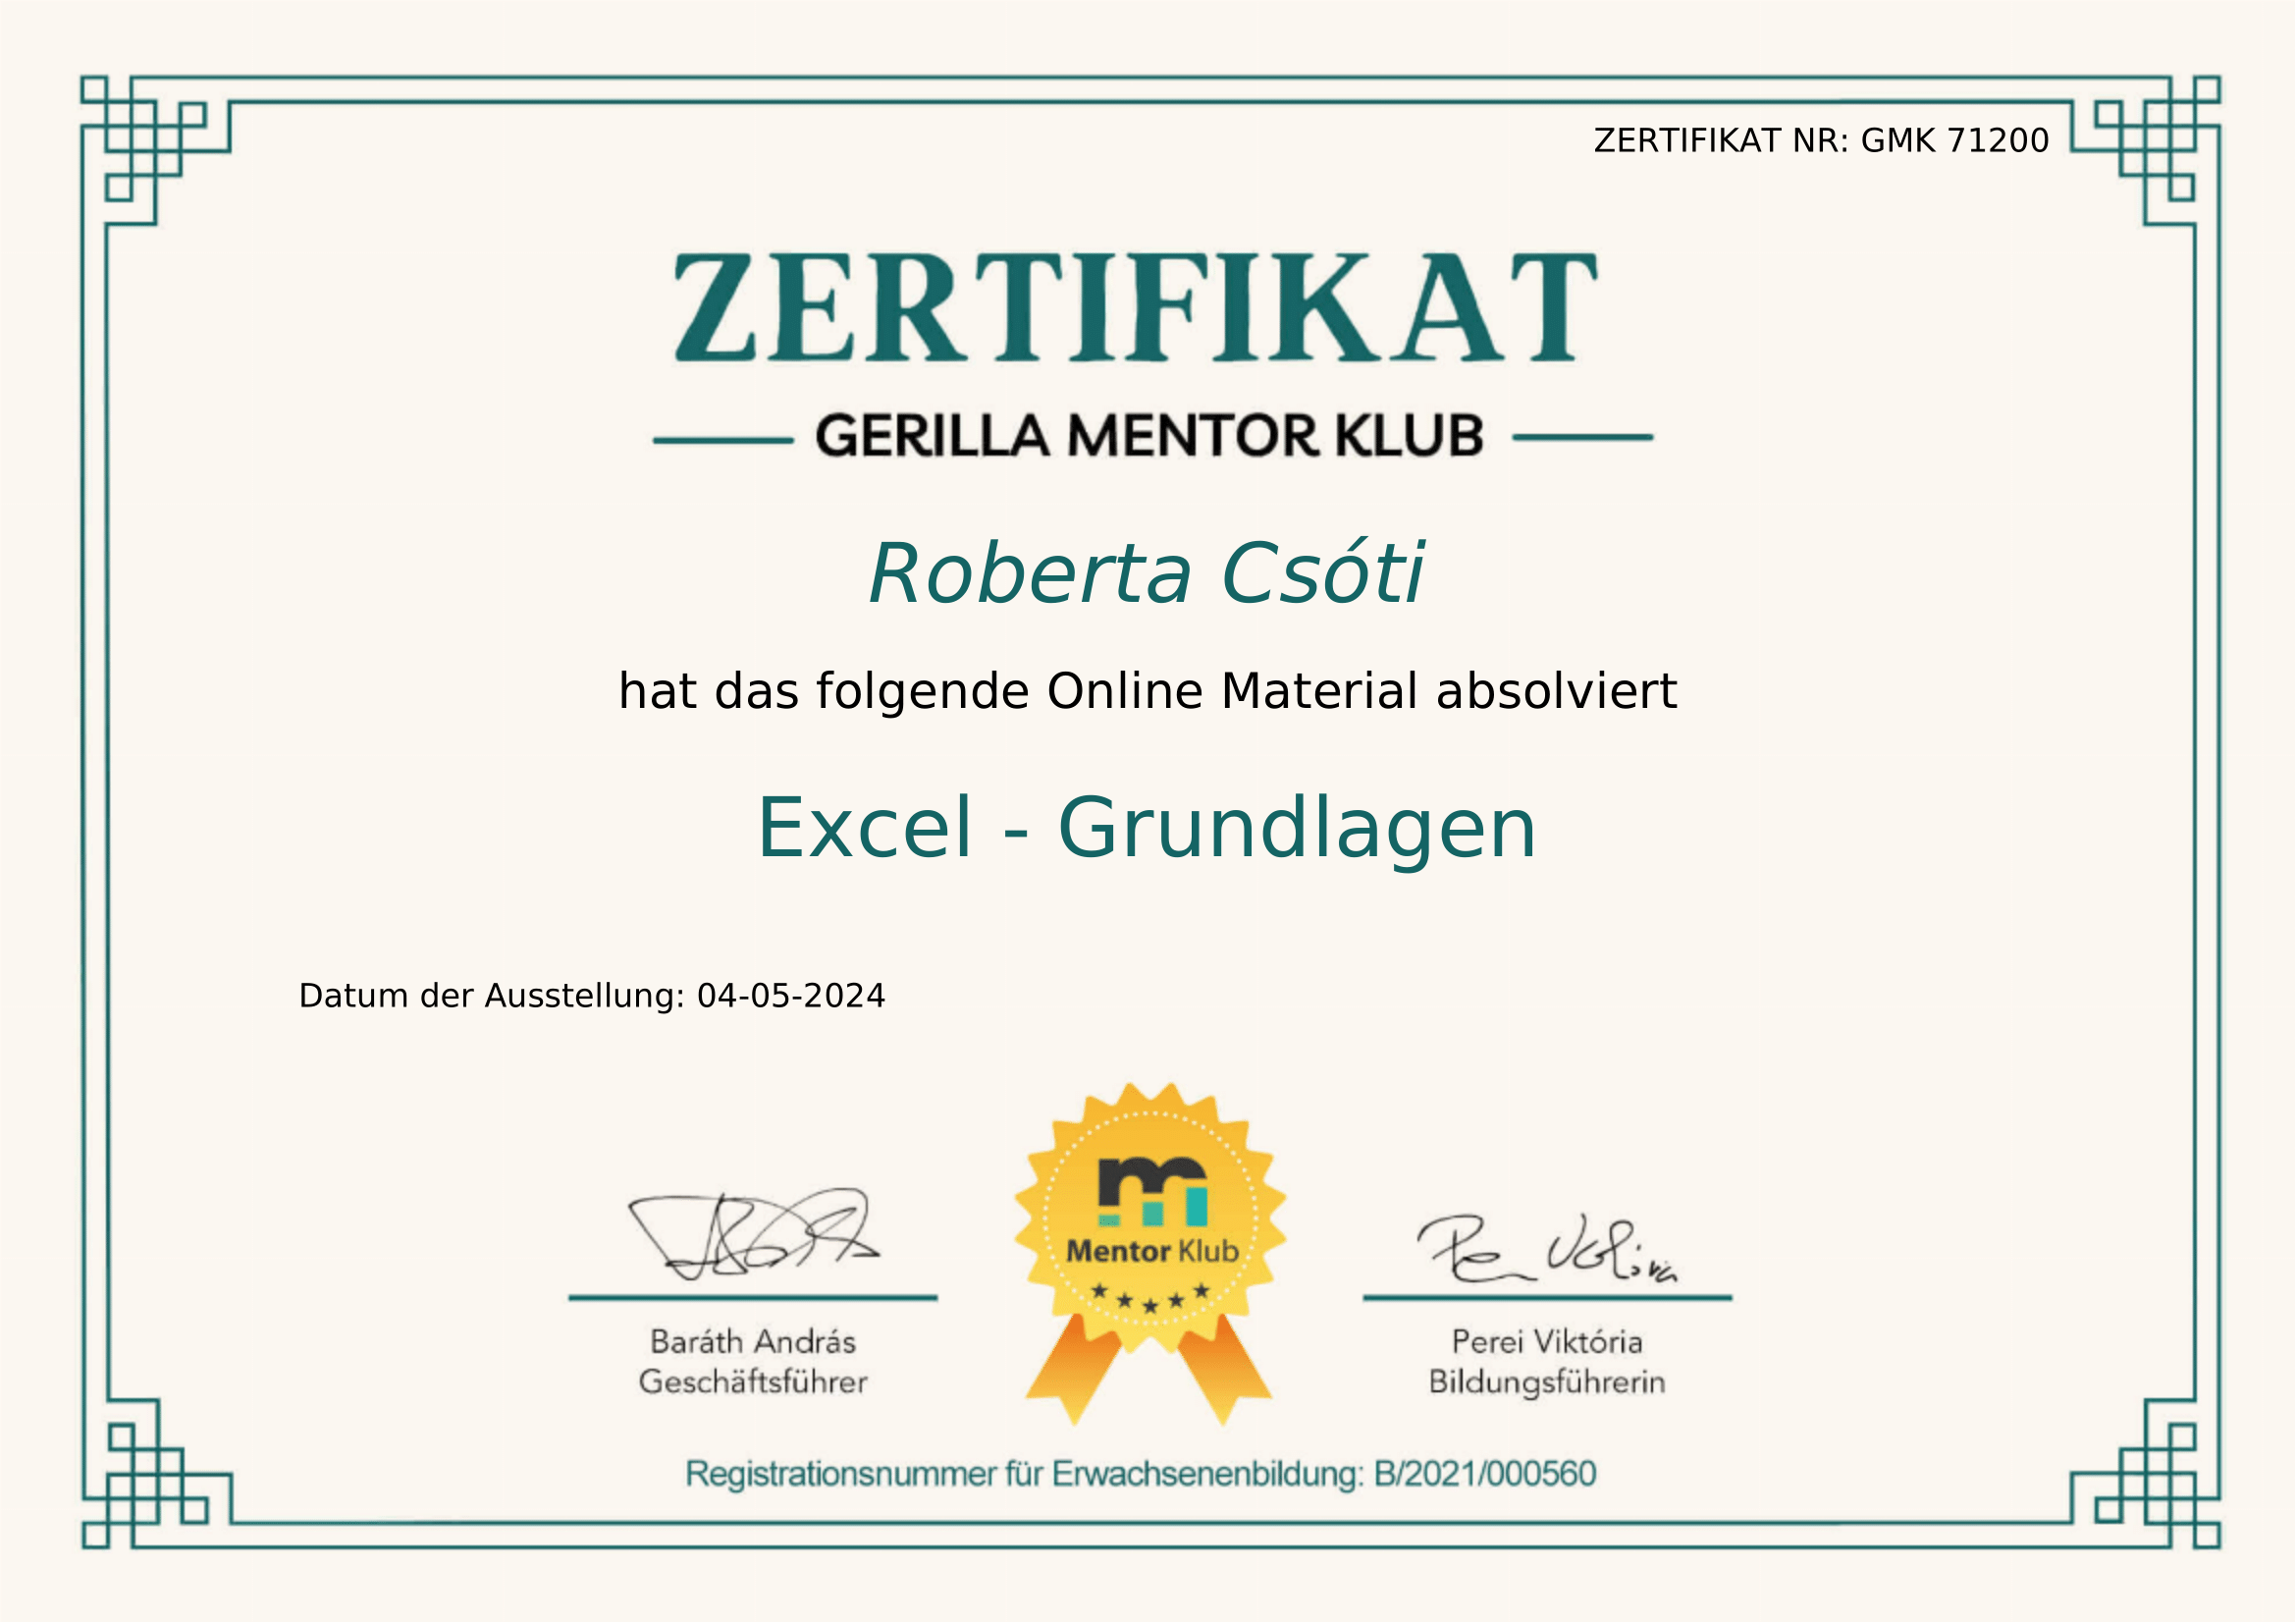 ZERTIFIKAT NR: GMK 71200
ZERTIFIKAT
GERILLA MENTOR KLUB
Roberta Csóti
hat das folgende Online Material absolviert
Excel - Grundlagen
Datum der Ausstellung: 04-05-2024
Mentor Klub
Baráth András
Geschäftsführer
Perei Viktória
Bildungsführerin
Registrationsnummer für Erwachsenenbildung: B/2021/000560